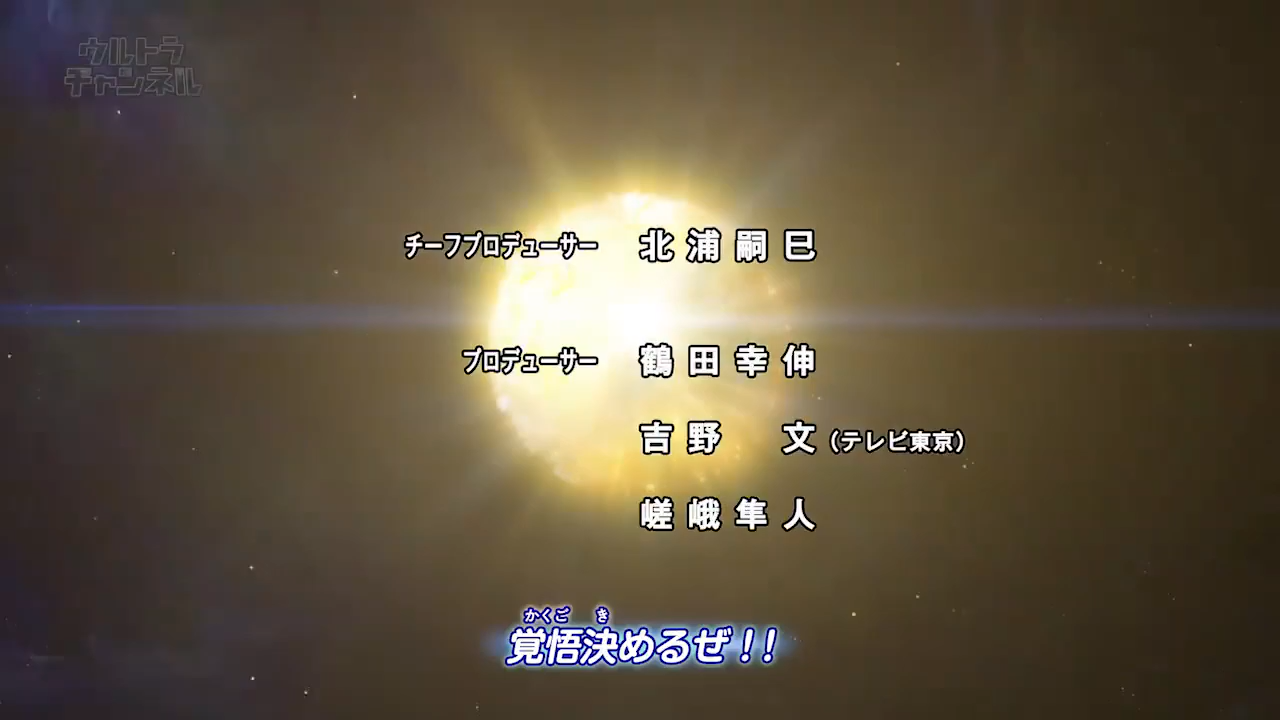 ウルトラ
チャンネル
チーフプロデューサー 北浦嗣巳
プロデューサー 鶴田幸伸
吉野 文（テレビ東京）
嵯峨隼人
かくご き
覚悟決めるぜ！！